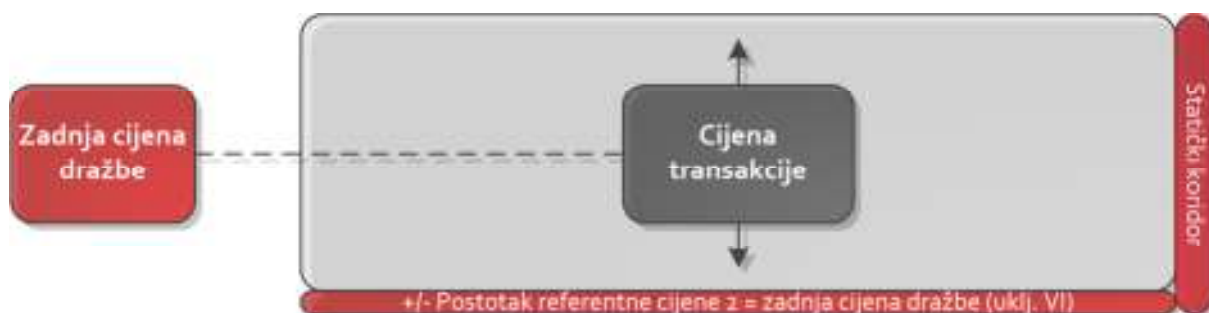 Zadnja cijena
dražbe
Cijena
transakcije
Statički koridor
+/- Postotak referentne cijene 2 = zadnja cijena dražbe (uklj. VI)